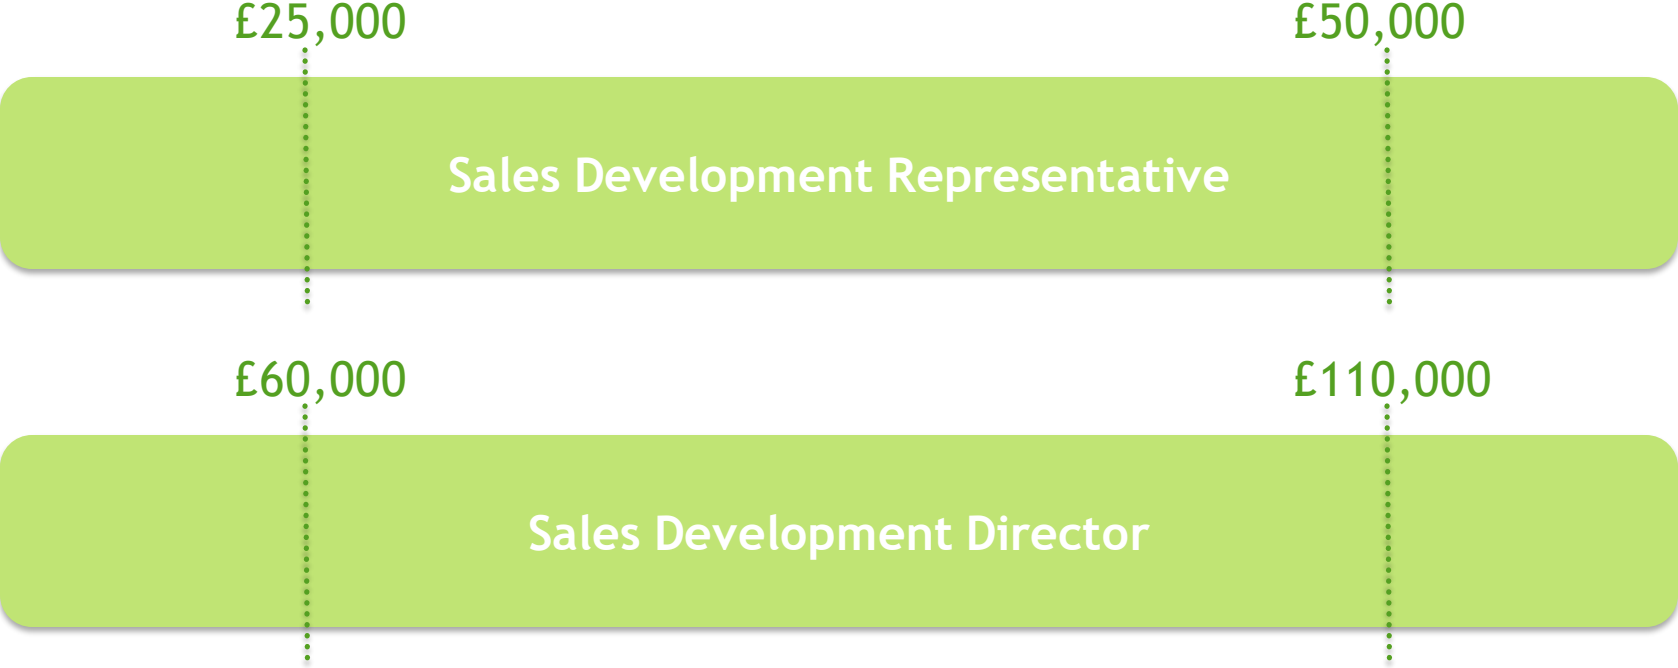 £25,000 £50,000
Sales Development Representative
£60,000 £110,000
Sales Development Director